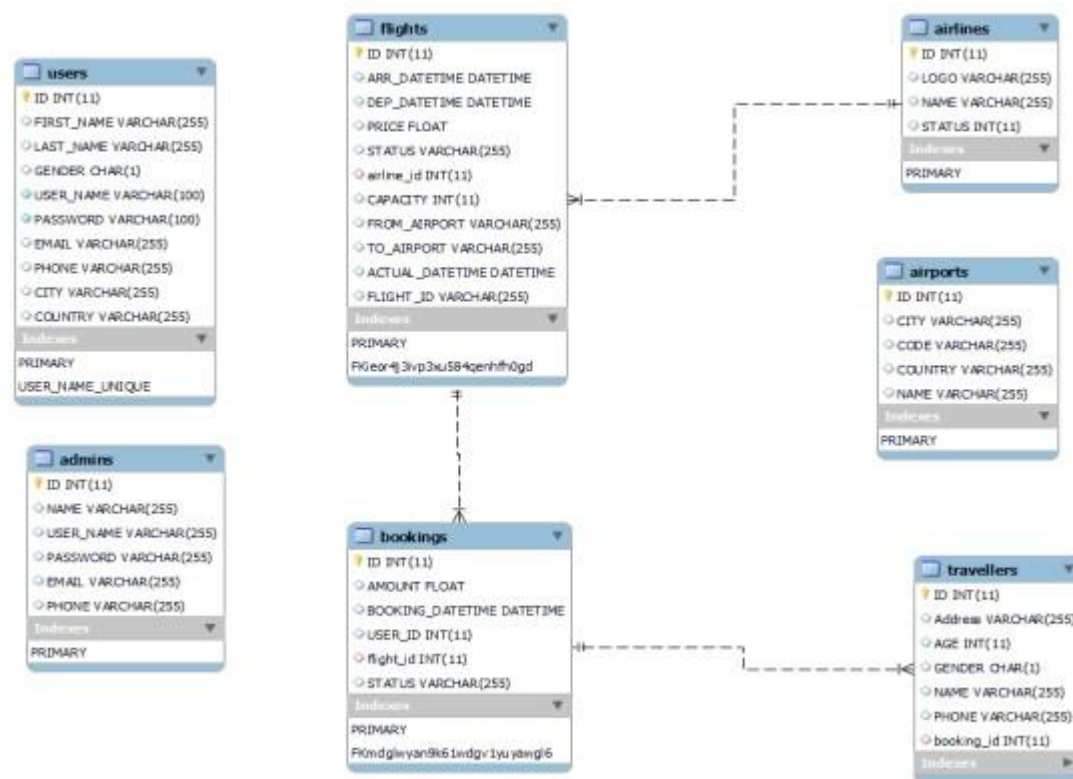 users
ID INT(11)
FIRST_NAME VARCHAR(255)
LAST_NAME VARCHAR(255)
GENDER CHAR(1)
USER_NAME VARCHAR(100)
PASSWORD VARCHAR(100)
EMAIL VARCHAR(255)
PHONE VARCHAR(255)
CITY VARCHAR(255)
COUNTRY VARCHAR(255)
Indexes
PRIMARY
USER_NAME_UNIQUE
admins
ID INT(11)
NAME VARCHAR(255)
USER_NAME VARCHAR(255)
PASSWORD VARCHAR(255)
EMAIL VARCHAR(255)
PHONE VARCHAR(255)
Indexes
PRIMARY
flights
ID INT(11)
ARR_DATETIME DATETIME
DEP_DATETIME DATETIME
PRICE FLOAT
STATUS VARCHAR(255)
airline_id INT(11)
CAPACITY INT(11)
FROM_AIRPORT VARCHAR(255)
TO_AIRPORT VARCHAR(255)
ACTUAL_DATETIME DATETIME
FLIGHT_ID VARCHAR(255)
Indexes
PRIMARY
bookings
ID INT(11)
AMOUNT FLOAT
BOOKING_DATETIME DATETIME
USER_ID INT(11)
flight_id INT(11)
STATUS VARCHAR(255)
Indexes
PRIMARY
airlines
ID INT(11)
LOGO VARCHAR(255)
NAME VARCHAR(255)
STATUS INT(11)
Indexes
PRIMARY
airports
ID INT(11)
CITY VARCHAR(255)
CODE VARCHAR(255)
COUNTRY VARCHAR(255)
NAME VARCHAR(255)
Indexes
PRIMARY
travellers
ID INT(11)
Address VARCHAR(255)
AGE INT(11)
GENDER CHAR(1)
NAME VARCHAR(255)
PHONE VARCHAR(255)
booking_id INT(11)
Indexes